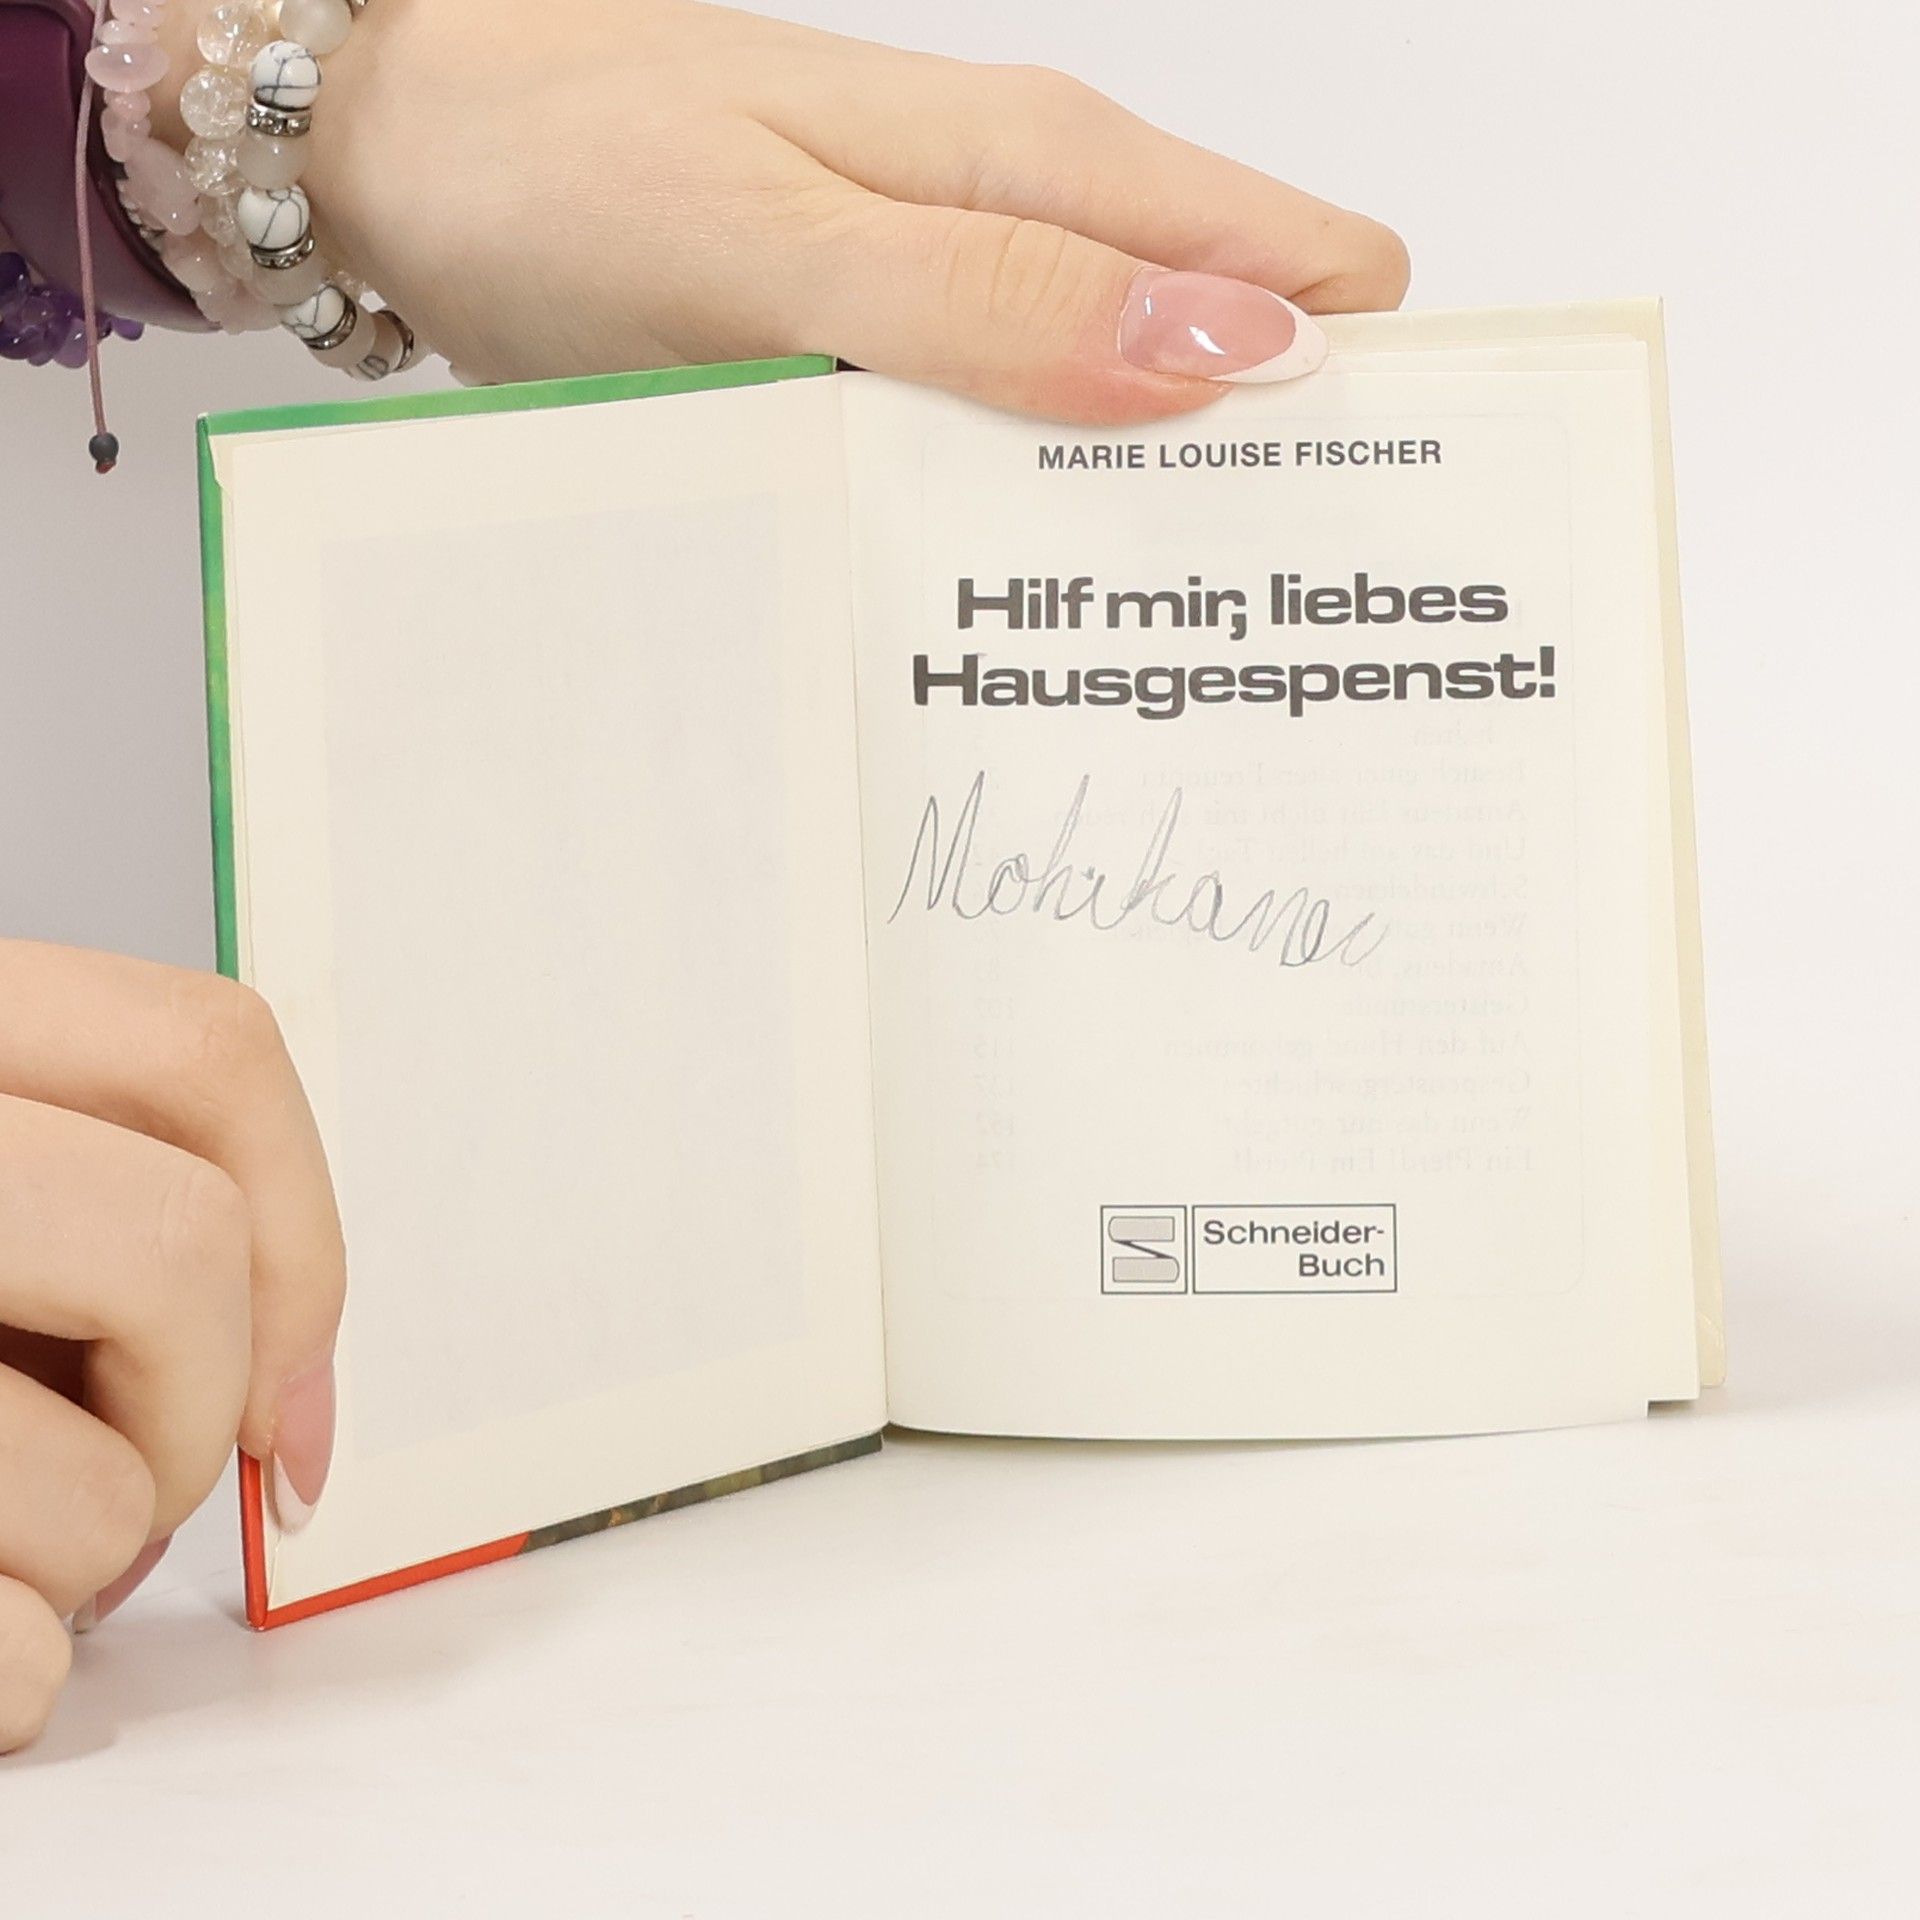 MARIE LOUISE FISCHER
Hilf mir, liebes
Hausgespenst!
Mohikaner
Schneider-
Buch